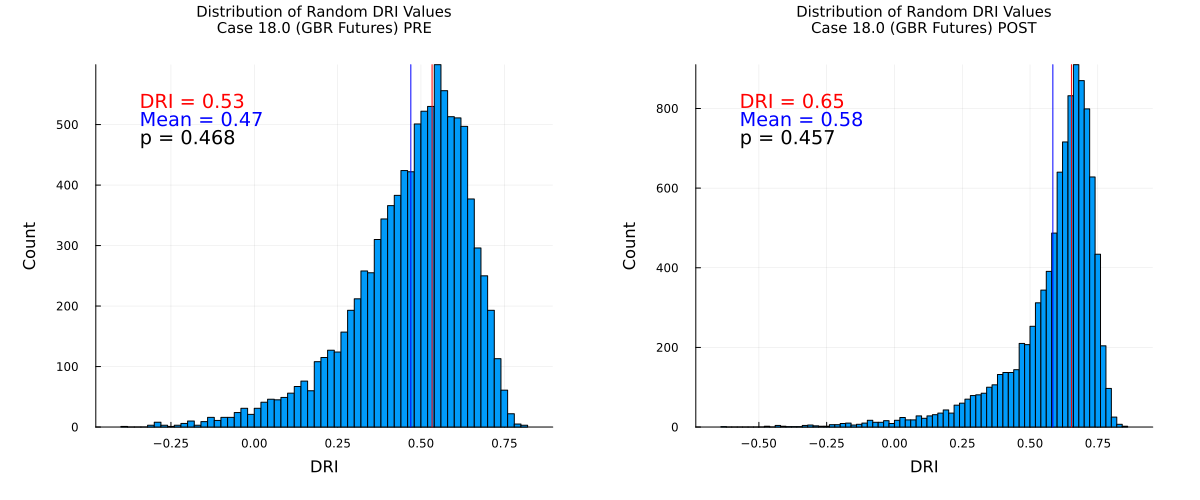 Distribution of Random DRI Values
Case 18.0 (GBR Futures) PRE
DRI = 0.53
Mean = 0.47
p = 0.468
Count
500
400
300
200
100
0
−0.25
0.00
0.25
0.50
0.75
DRI
Distribution of Random DRI Values
Case 18.0 (GBR Futures) POST
DRI = 0.65
Mean = 0.58
p = 0.457
Count
800
600
400
200
0
−0.50
−0.25
0.00
0.25
0.50
0.75
DRI